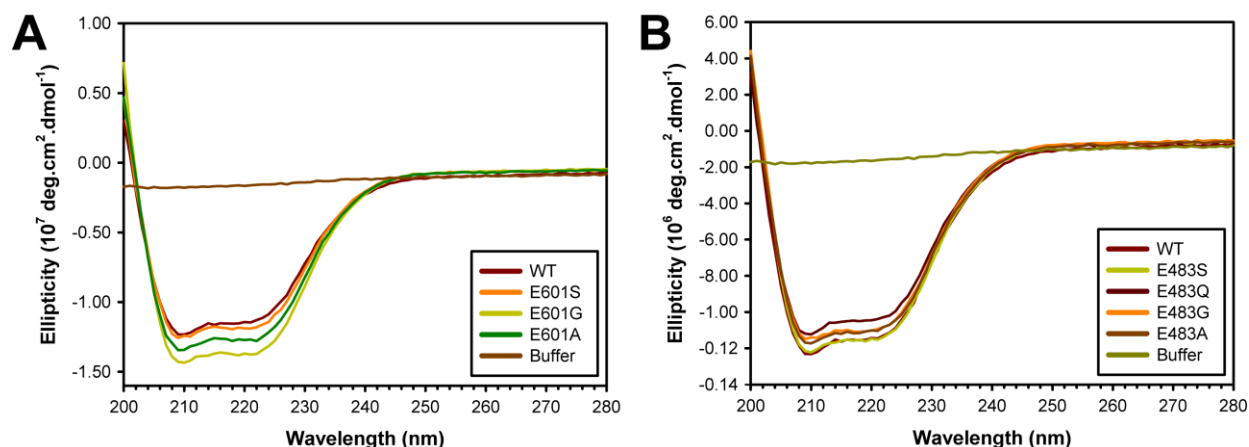 A
Ellipticity (10⁷ deg.cm².dmol⁻¹)
1.00
0.50
0.00
-0.50
-1.00
-1.50
200 210 220 230 240 250 260 270 280
Wavelength (nm)
WT
E601S
E601G
E601A
Buffer
B
Ellipticity (10⁶ deg.cm².dmol⁻¹)
6.00
4.00
2.00
0.00
-2.00
-4.00
-6.00
-8.00
-0.10
-0.12
-0.14
200 210 220 230 240 250 260 270 280
Wavelength (nm)
WT
E483S
E483Q
E483G
E483A
Buffer